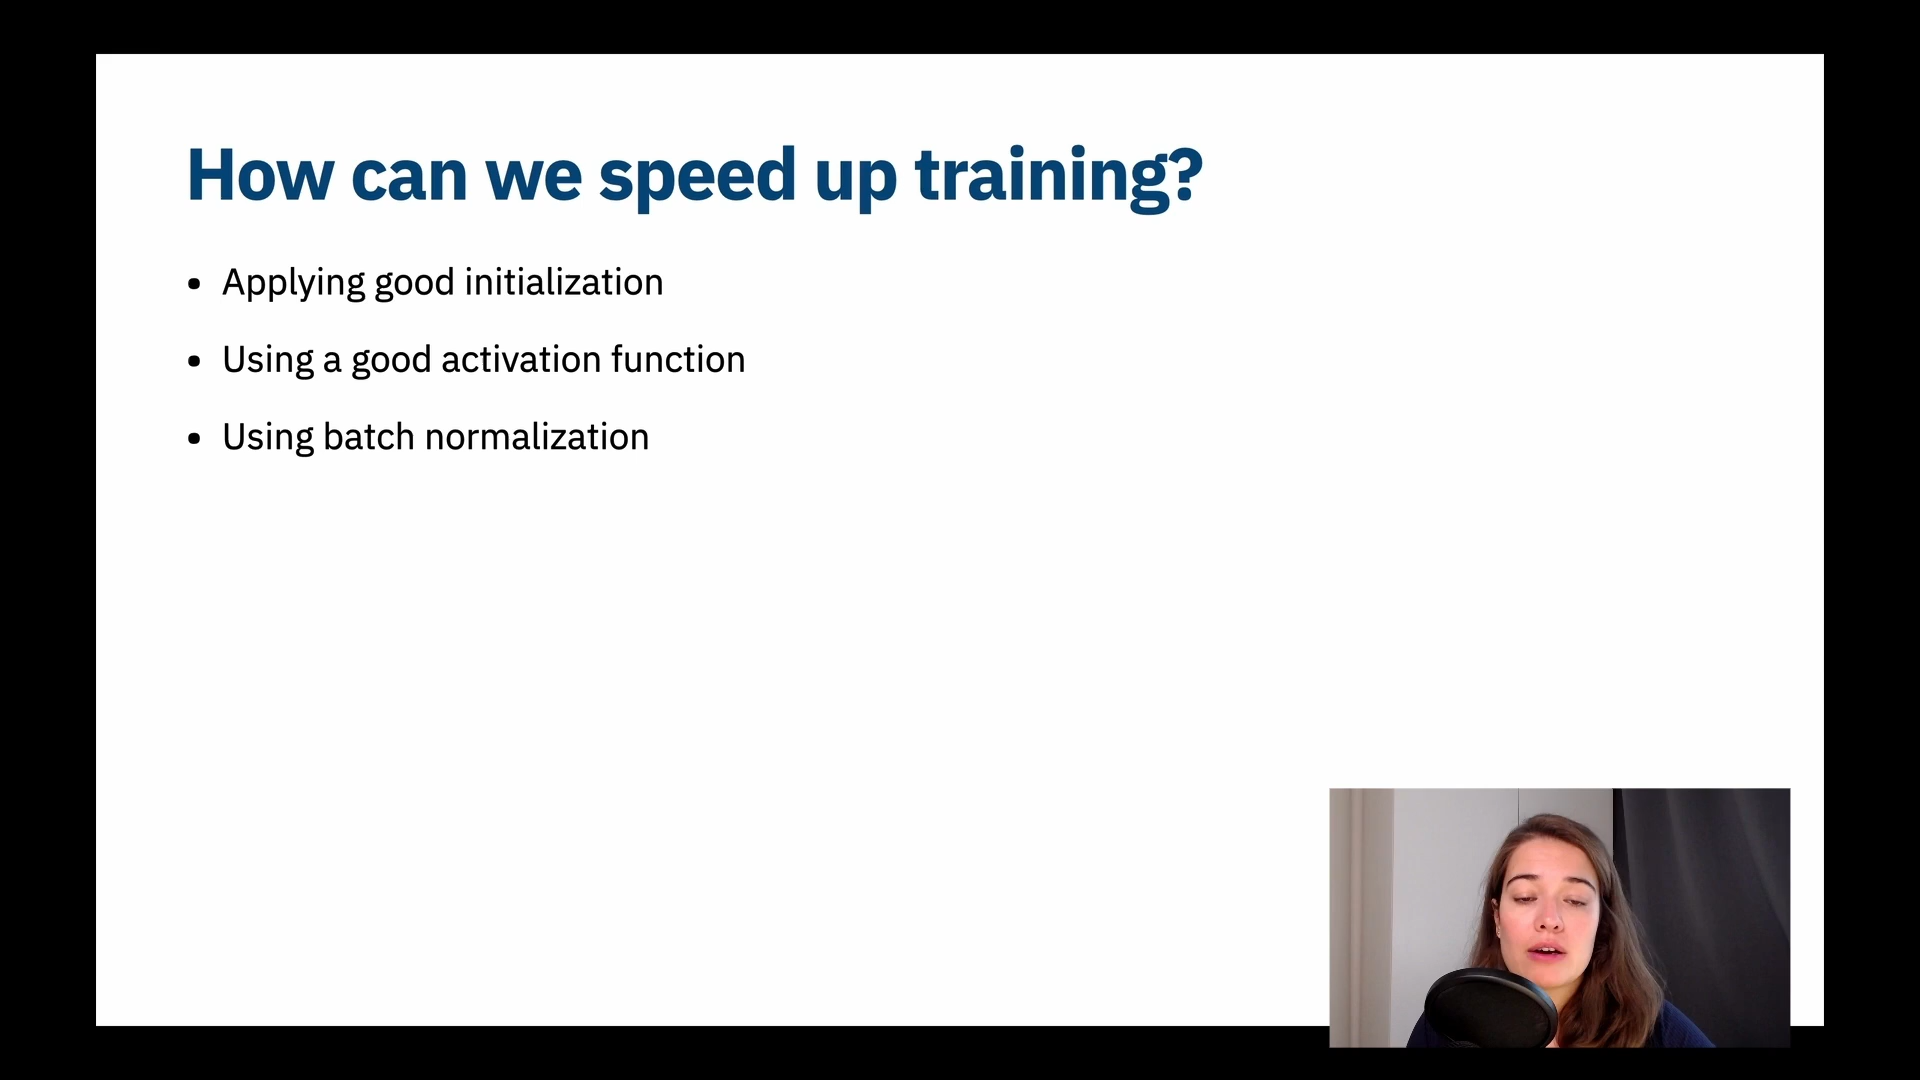 How can we speed up training?
• Applying good initialization
• Using a good activation function
• Using batch normalization